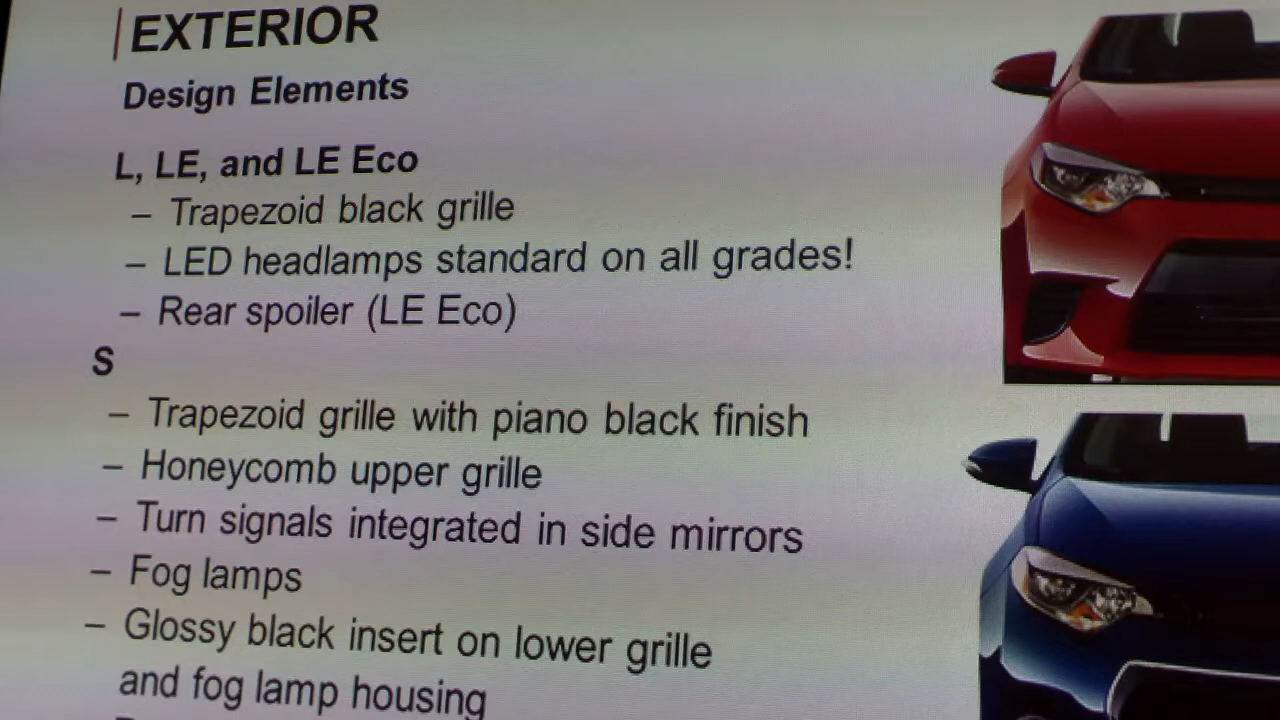 EXTERIOR
Design Elements
L, LE, and LE Eco
– Trapezoid black grille
– LED headlamps standard on all grades!
– Rear spoiler (LE Eco)
S
– Trapezoid grille with piano black finish
– Honeycomb upper grille
– Turn signals integrated in side mirrors
– Fog lamps
– Glossy black insert on lower grille
and fog lamp housing